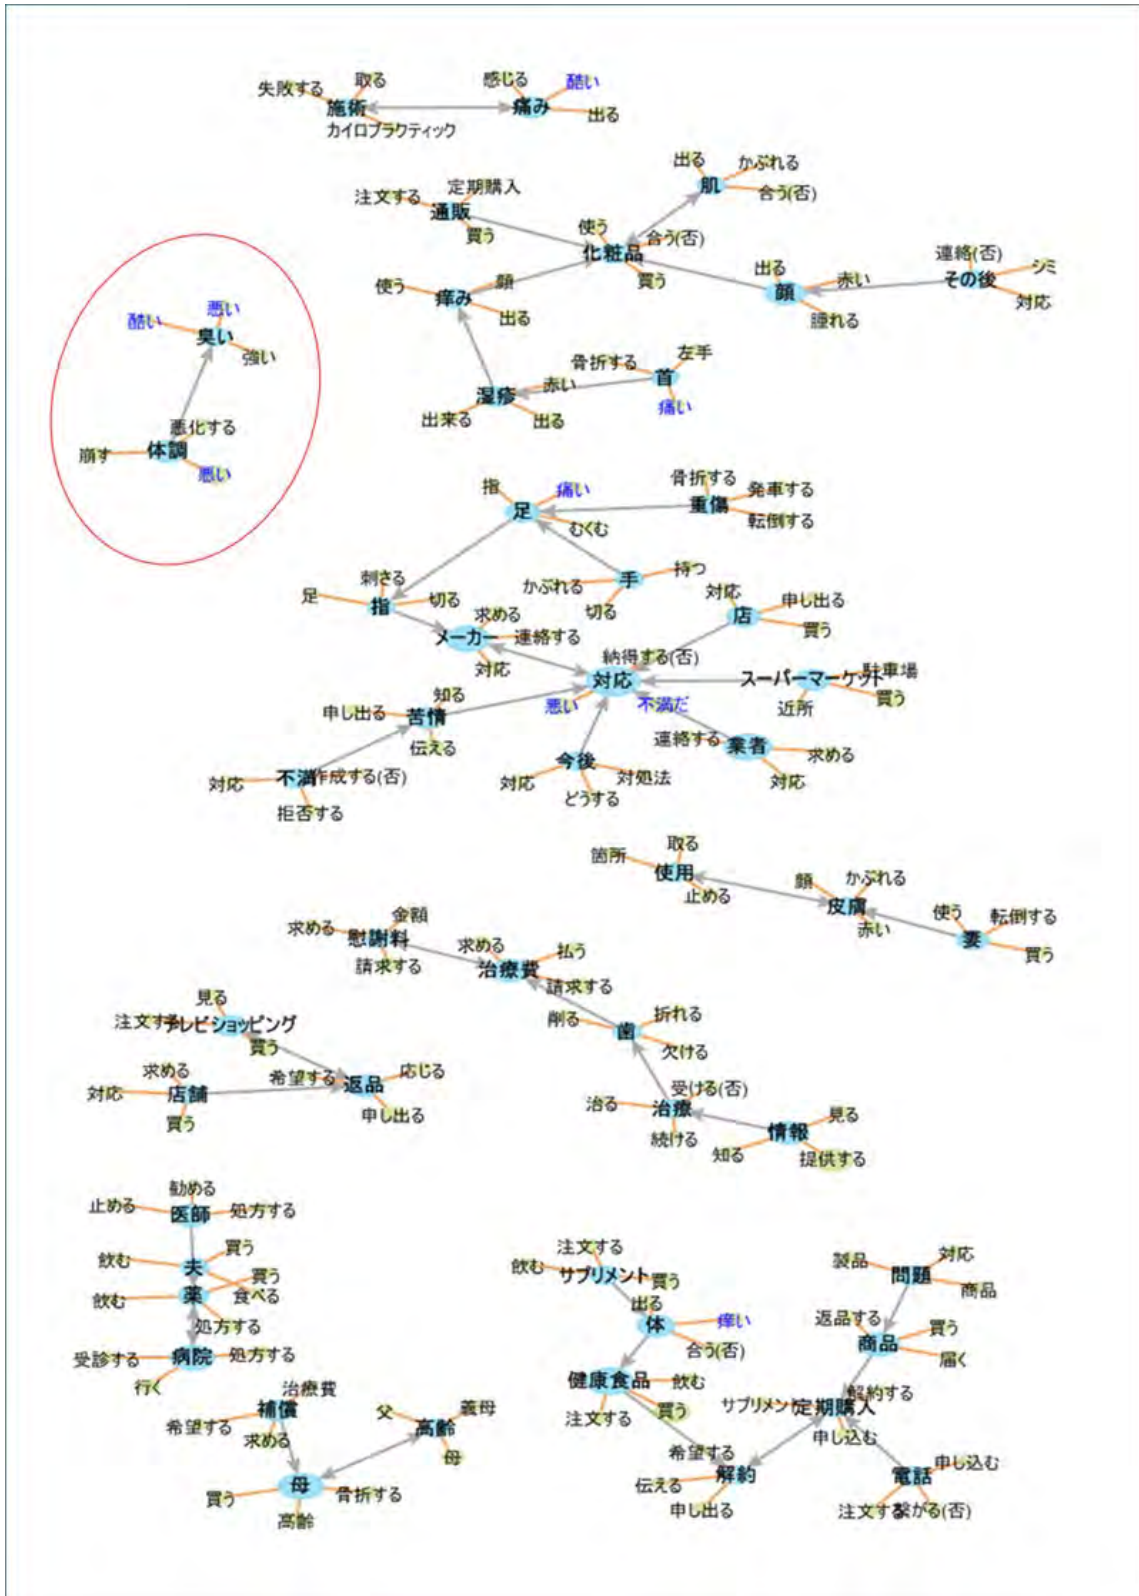 失敗する
取る
施術
カイロプラクティック
感じる
酷い
痛み
出る
注文する
定期購入
通販
買う
出る
かぶれる
肌
合う(否)
使う
合う(否)
化粧品
買う
使う
顔
痒み
出る
出る
赤い
顔
腫れる
連絡(否)
シミ
その後
対応
酷い
悪い
臭い
強い
悪化する
崩す
体調
悪い
骨折する
左手
首
痛い
赤い
湿疹
出来る
出る
指
痛い
足
むくむ
骨折する
発車する
重傷
転倒する
かぶれる
持つ
手
切る
刺さる
足
指
切る
求める
メーカー
連絡する
対応
対応
申し出る
店
買う
納得する(否)
対応
悪い
不満だ
スーパーマーケット
駐車場
近所
買う
知る
申し出る
苦情
伝える
連絡する
業者
求める
対応
対応
不満
作成する(否)
拒否する
今後
対応
対処法
どうする
取る
箇所
使用
止める
顔
かぶれる
皮膚
赤い
使う
転倒する
妻
買う
求める
金額
慰謝料
請求する
求める
払う
治療費
請求する
削る
折れる
歯
欠ける
見る
注文する
テレビショッピング
買う
求める
対応
店舗
買う
希望する
応じる
返品
申し出る
受ける(否)
治る
治療
続ける
見る
情報
知る
提供する
勧める
止める
医師
処方する
飲む
買う
夫
食べる
買う
飲む
薬
処方する
受診する
病院
処方する
行く
治療費
補償
希望する
求める
父
高齢
義母
母
買う
母
骨折する
高齢
注文する
飲む
サプリメント
買う
出る
痒い
体
合う(否)
健康食品
飲む
注文する
買う
希望する
解約
伝える
申し出る
製品
問題
対応
商品
返品する
買う
商品
届く
サプリメント
解約する
定期購入
申し込む
電話
申し込む
注文する
繋がる(否)